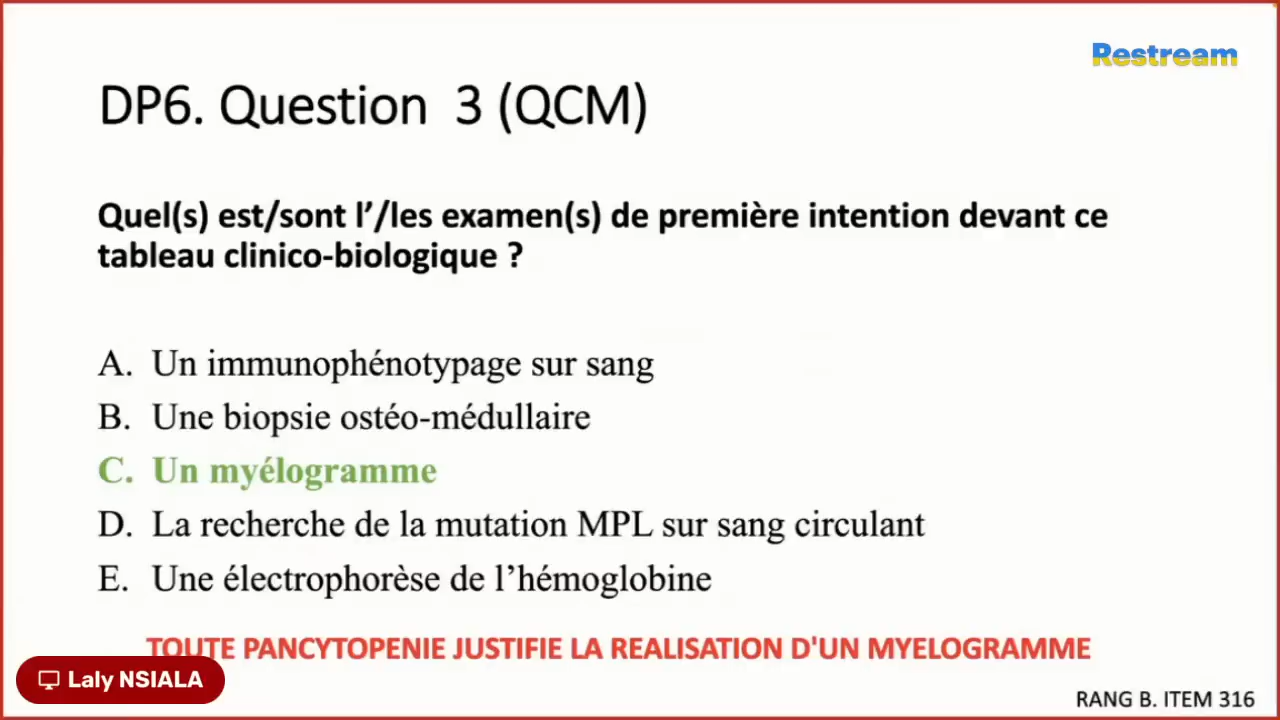 Restream
DP6. Question 3 (QCM)
Quel(s) est/sont l’/les examen(s) de première intention devant ce
tableau clinico-biologique ?
A. Un immunophénotypage sur sang
B. Une biopsie ostéo-médullaire
C. Un myélogramme
D. La recherche de la mutation MPL sur sang circulant
E. Une électrophorèse de l’hémoglobine
TOUTE PANCYTOPENIE JUSTIFIE LA REALISATION D'UN MYELOGRAMME
Laly NSIALA
RANG B. ITEM 316